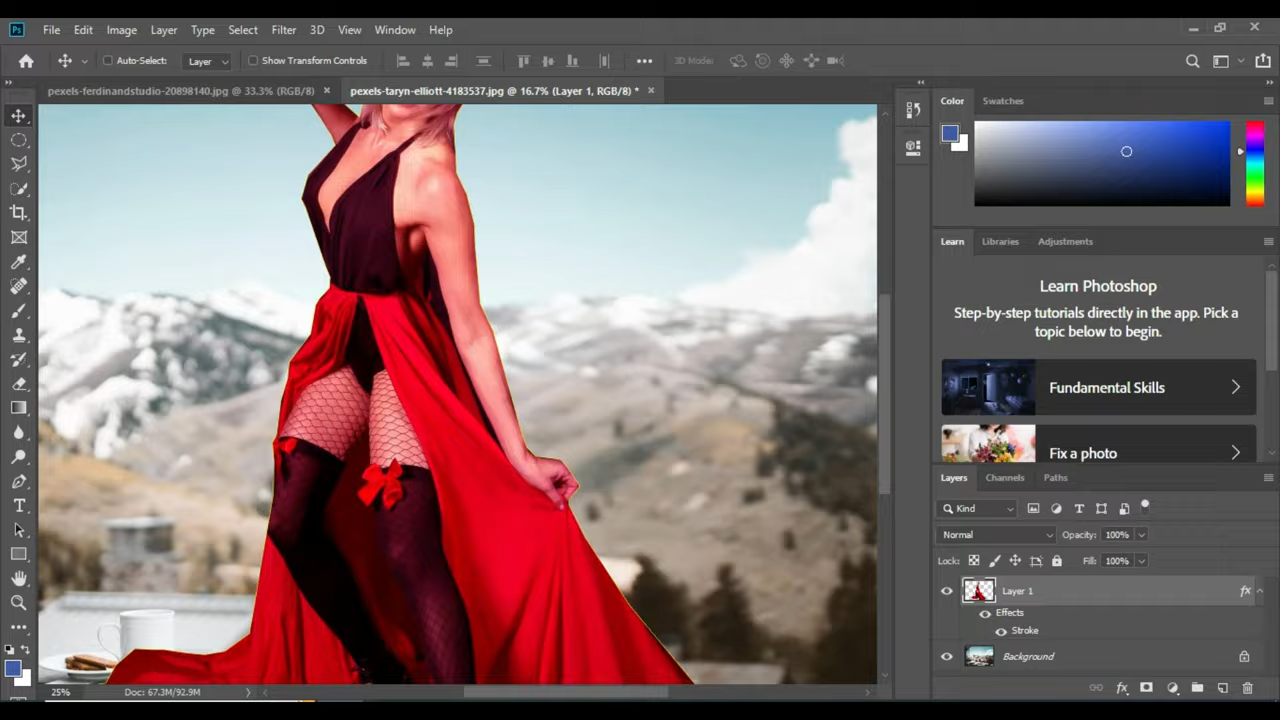 Ps File Edit Image Layer Type Select Filter 3D View Window Help
Auto-Select: Layer Show Transform Controls ••• 3D Mode:
pexels-ferdinandstudio-20898140.jpg @ 33.3% (RGB/8) × pexels-taryn-elliott-4183537.jpg @ 16.7% (Layer 1, RGB/8) * ×
Color Swatches
Learn Libraries Adjustments
Learn Photoshop
Step-by-step tutorials directly in the app. Pick a
topic below to begin.
Fundamental Skills
Fix a photo
Layers Channels Paths
Kind
Normal Opacity: 100%
Lock: Fill: 100%
Layer 1 fx
Effects
Stroke
Background
25% Doc: 67.3M/92.9M
fx